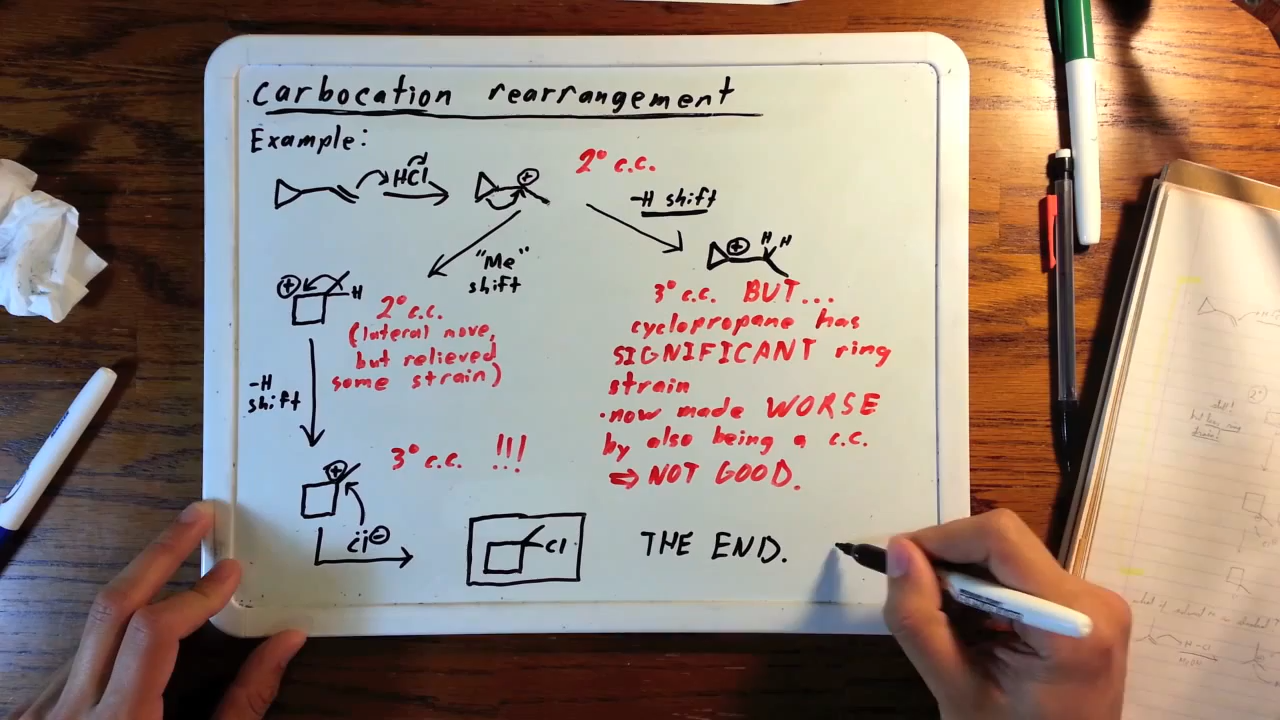 carbocation rearrangement
Example:
HCl
⊕
2° c.c.
-H shift
"Me"
shift
⊕
H
H
⊕
H
2° c.c.
(lateral move,
but relieved
some strain)
3° c.c. BUT...
cyclopropane has
SIGNIFICANT ring
strain
•now made WORSE
by also being a c.c.
⇒ NOT GOOD.
-H
shift
3° c.c. !!!
⊕
Cl⊖
Cl
THE END.